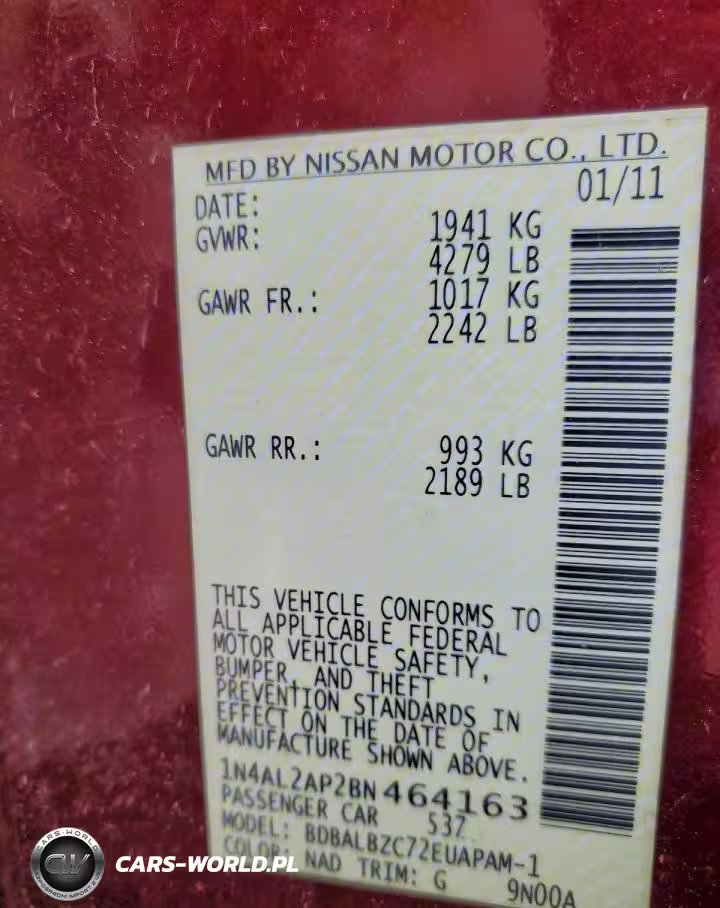 MFD BY NISSAN MOTOR CO., LTD.
DATE: 01/11
GVWR: 1941 KG
4279 LB
GAWR FR.: 1017 KG
2242 LB
GAWR RR.: 993 KG
2189 LB
THIS VEHICLE CONFORMS TO
ALL APPLICABLE FEDERAL
MOTOR VEHICLE SAFETY,
BUMPER, AND THEFT
PREVENTION STANDARDS IN
EFFECT ON THE DATE OF
MANUFACTURE SHOWN ABOVE.
1N4AL2AP2BN464163
PASSENGER CAR 537
MODEL: BDBALBZC72EUAPAM-1
COLOR: NAD TRIM: G 9N00A
CARS-WORLD
CW
CARS-WORLD.PL